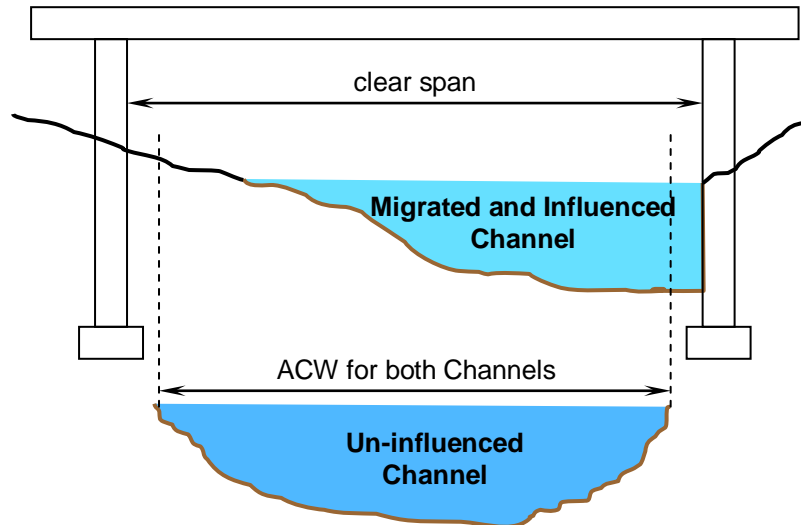 clear span
Migrated and Influenced
Channel
ACW for both Channels
Un-influenced
Channel